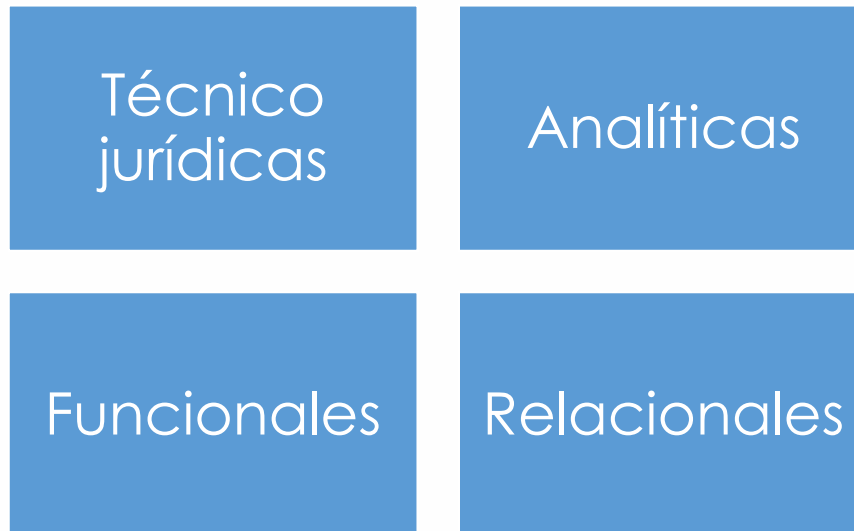 Técnico
jurídicas
Analíticas
Funcionales
Relacionales